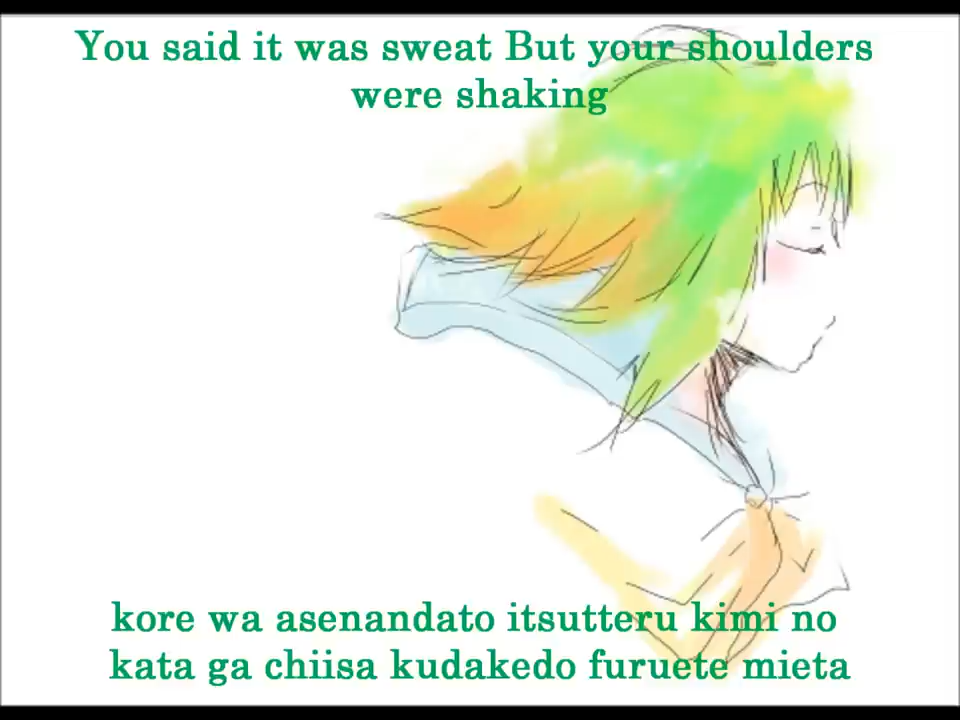 You said it was sweat But your shoulders
were shaking
kore wa asenandato itsutteru kimi no
kata ga chiisa kudakedo furuete mieta